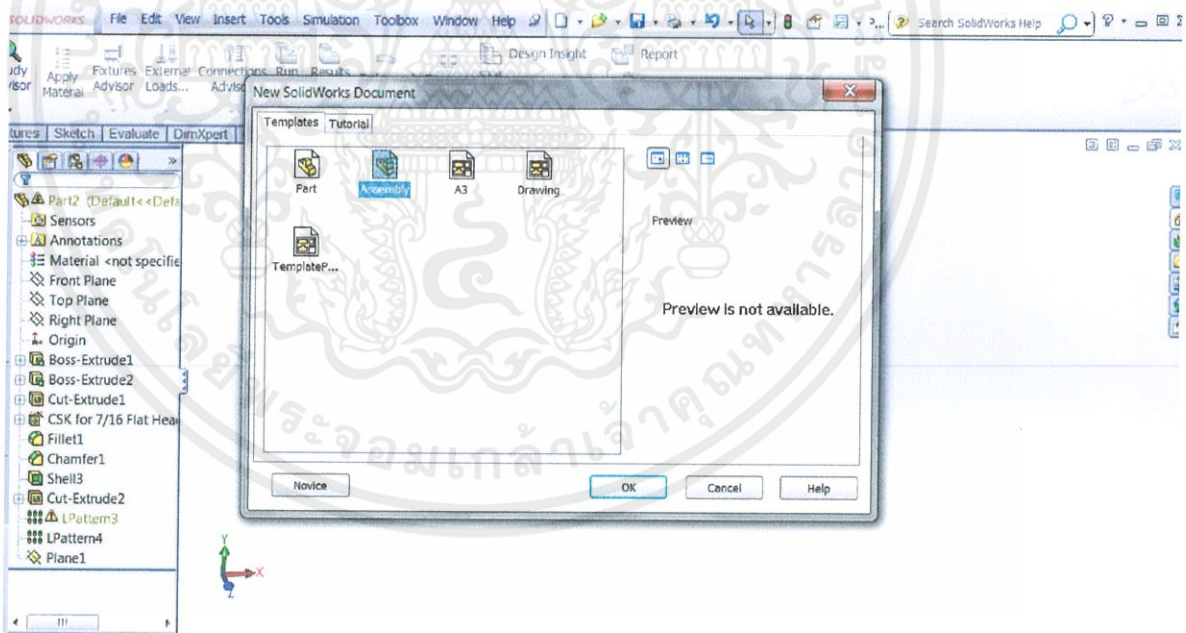 SOLIDWORKS File Edit View Insert Tools Simulation Toolbox Window Help Search SolidWorks Help
Design Insight Report
Apply Material Fixtures Advisor External Loads... Connections Run Results
New SolidWorks Document
Templates Tutorial
Sketch Evaluate DimXpert
Part Assembly A3 Drawing
TemplateP...
Preview
Preview is not available.
Part2 (Default<<Defa
Sensors
Annotations
Material <not specifie
Front Plane
Top Plane
Right Plane
Origin
Boss-Extrude1
Boss-Extrude2
Cut-Extrude1
CSK for 7/16 Flat Hea
Fillet1
Chamfer1
Shell3
Cut-Extrude2
LPattern3
LPattern4
Plane1
Novice OK Cancel Help
Y
X
Z